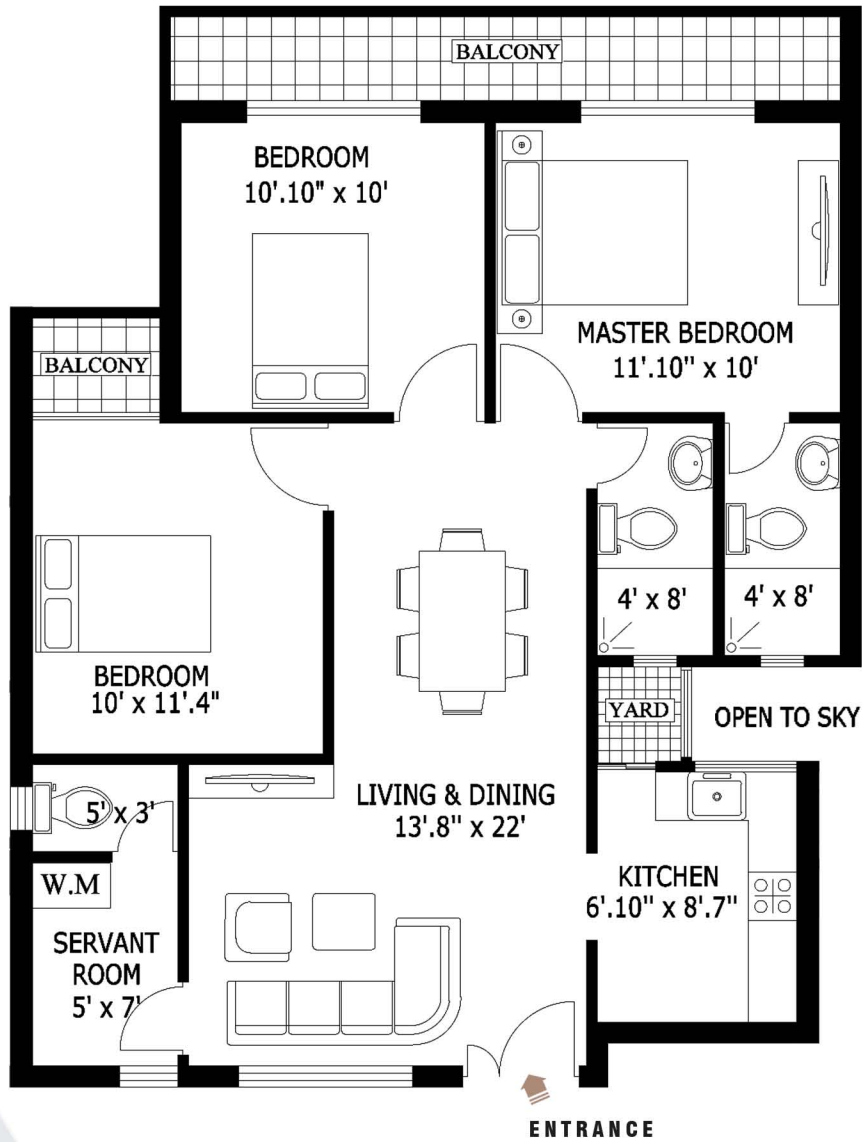 BALCONY
BEDROOM
10'.10" x 10'
MASTER BEDROOM
11'.10" x 10'
BALCONY
4' x 8'
4' x 8'
BEDROOM
10' x 11'.4"
YARD
OPEN TO SKY
LIVING & DINING
13'.8" x 22'
5' x 3'
W.M
KITCHEN
6'.10" x 8'.7"
SERVANT
ROOM
5' x 7'
ENTRANCE